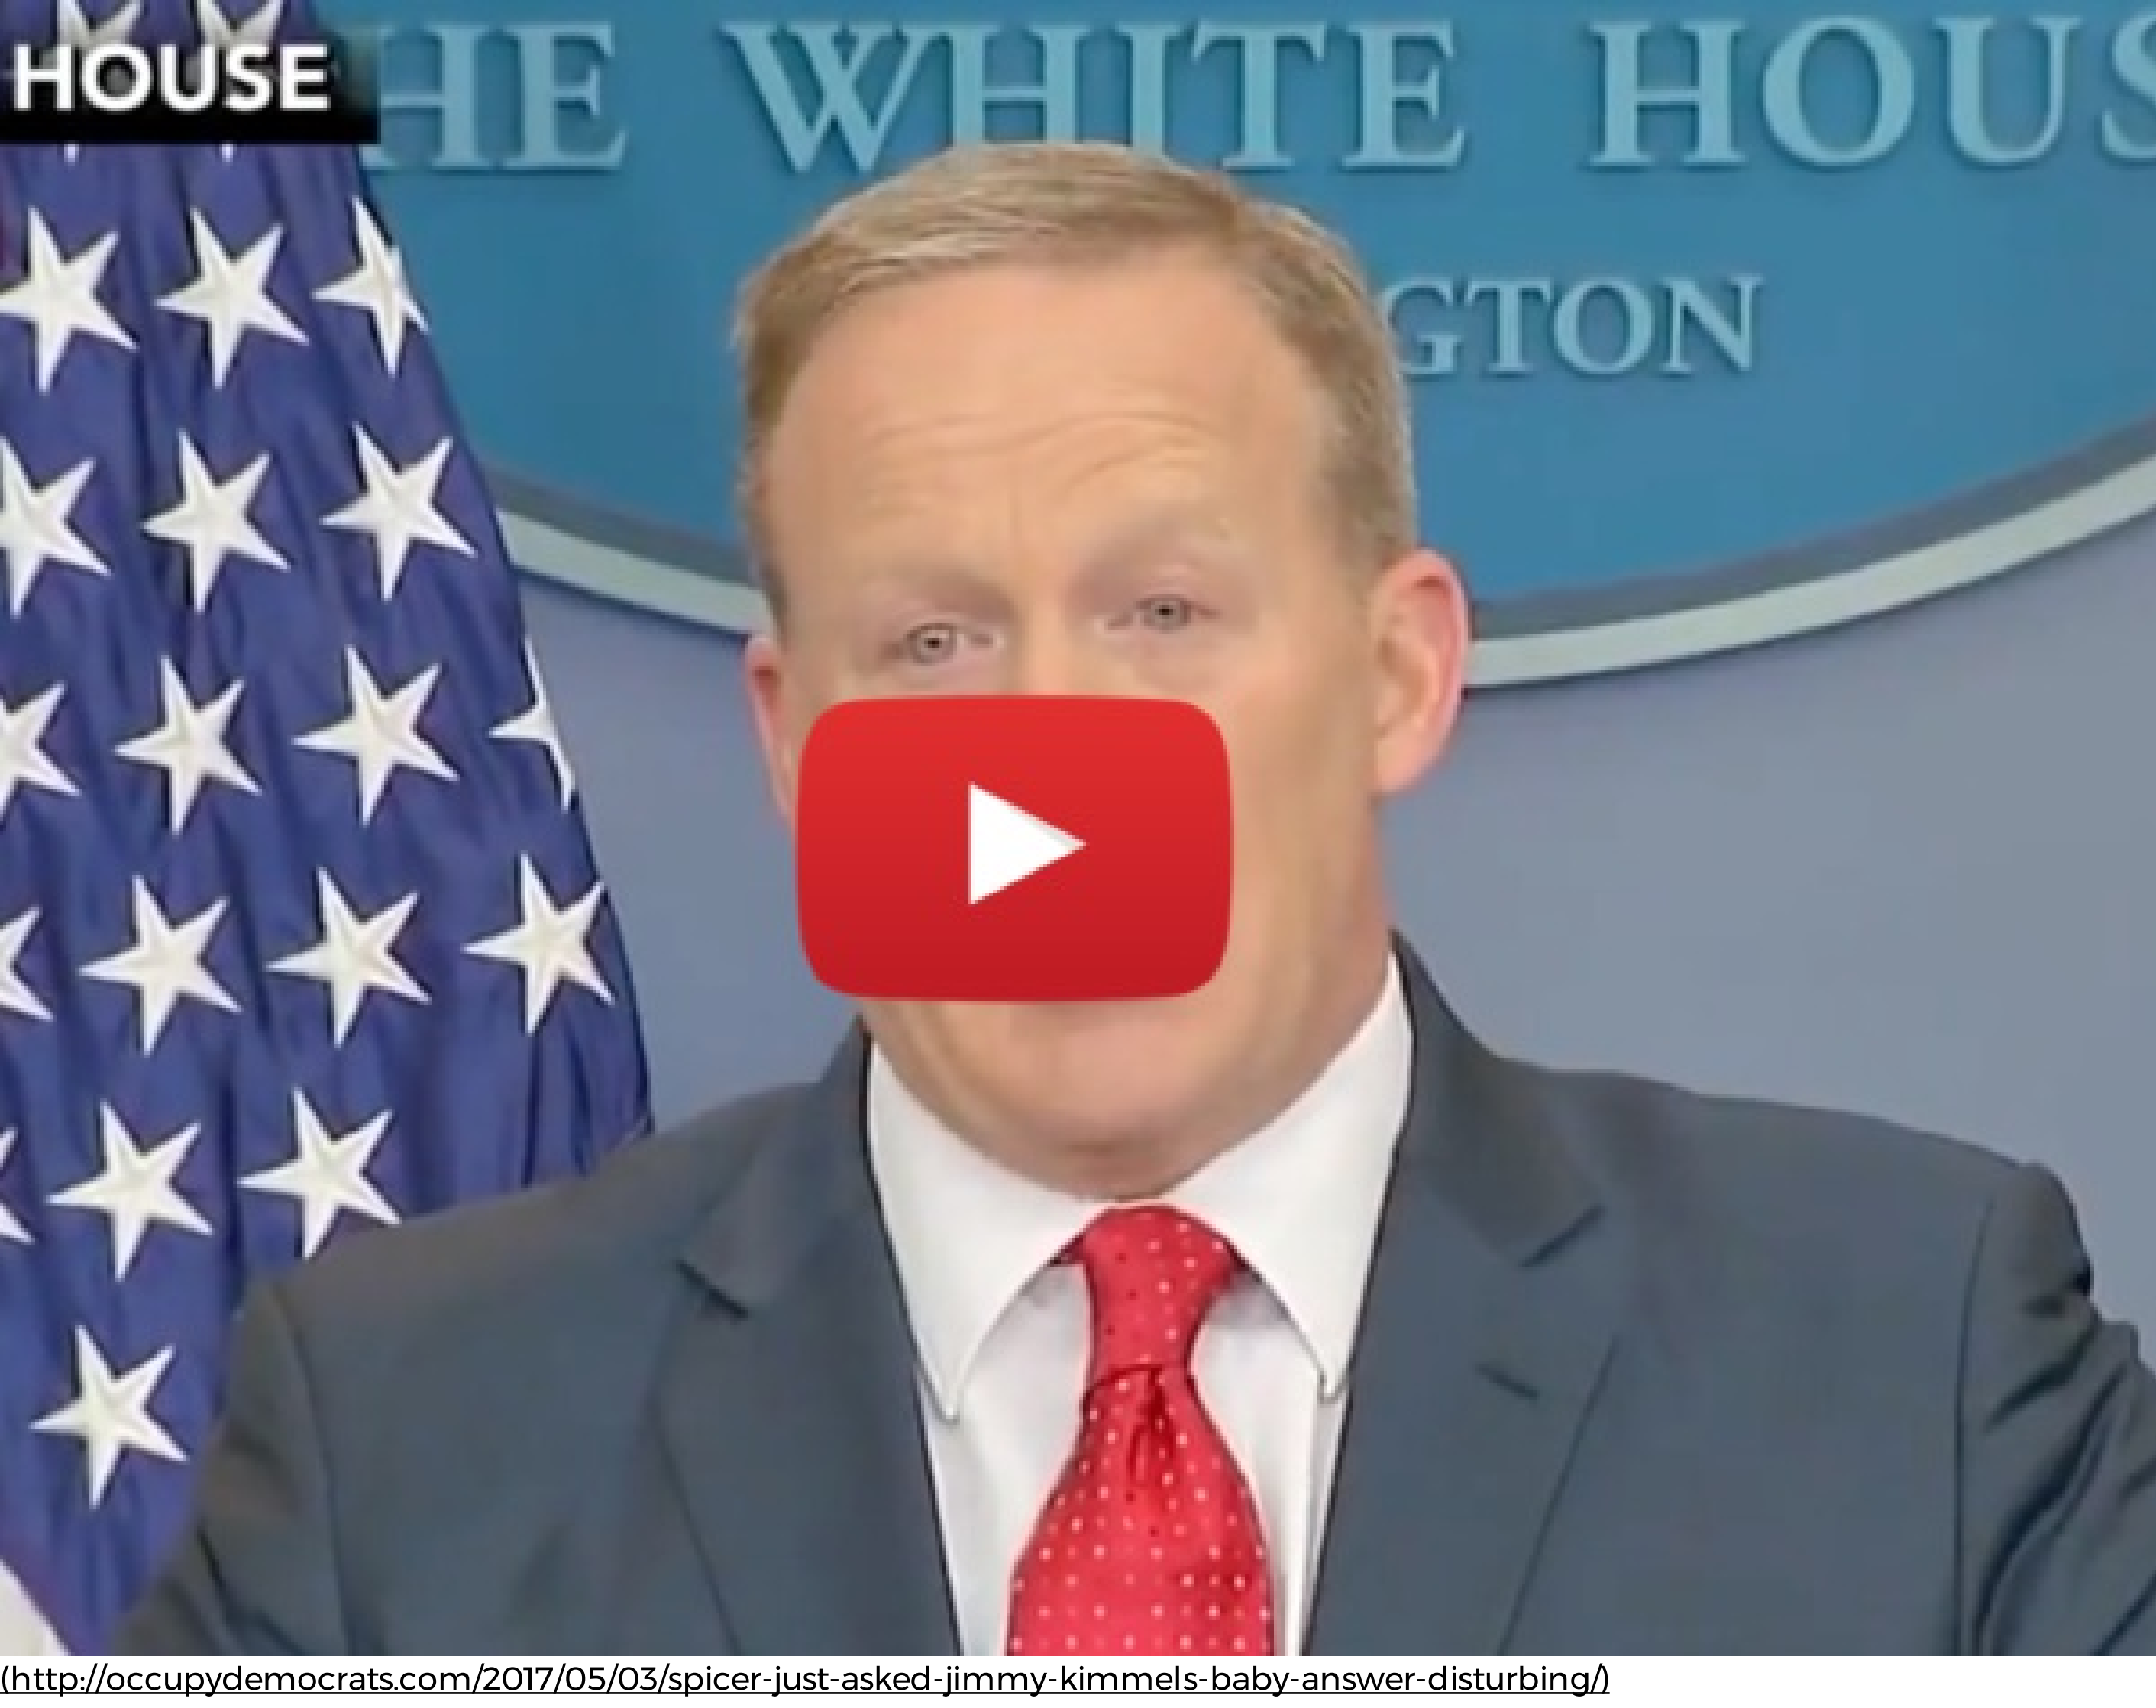 HOUSE
HE WHITE HOUS
GTON
(http://occupydemocrats.com/2017/05/03/spicer-just-asked-jimmy-kimmels-baby-answer-disturbing/)